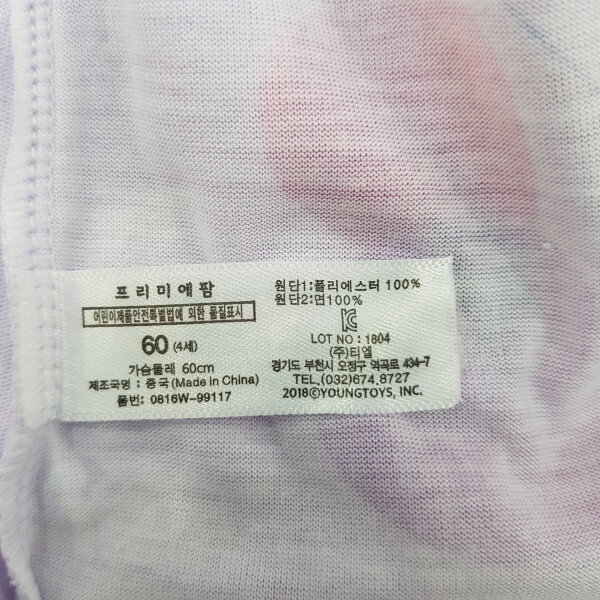 프리미에팜
어린이제품안전특별법에 의한 품질표시
60 (4세)
가슴둘레 60cm
제조국명 : 중국(Made in China)
품번: 0816W-99117
원단1:폴리에스터 100%
원단2:면100%
LOT NO : 1804
(주)티엘
경기도 부천시 오정구 역곡로 434-7
TEL.(032)674.8727
2018©YOUNGTOYS, INC.